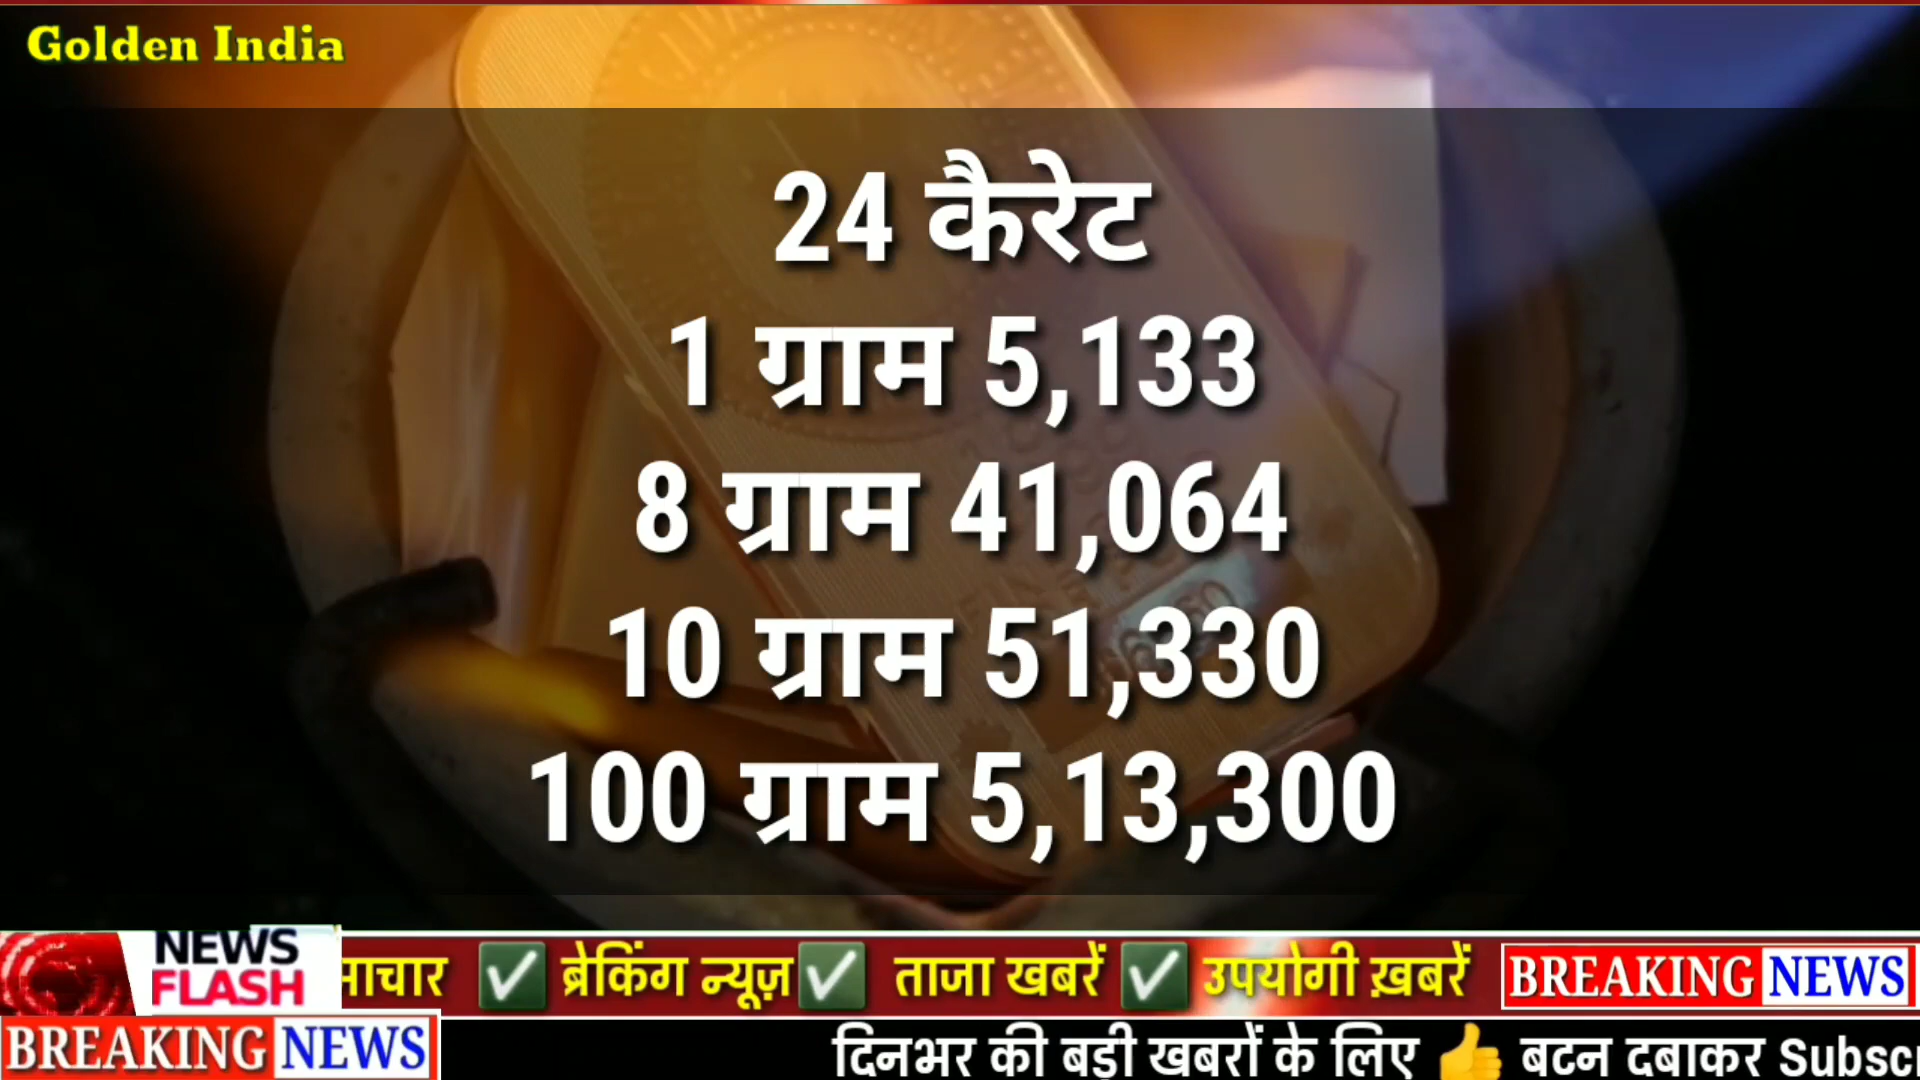 Golden India
24 कैरेट
1 ग्राम 5,133
8 ग्राम 41,064
10 ग्राम 51,330
100 ग्राम 5,13,300
NEWS
FLASH
माचार ✅ ब्रेकिंग न्यूज़ ✅ ताजा खबरें ✅ उपयोगी ख़बरें
BREAKING NEWS
BREAKING NEWS
दिनभर की बड़ी खबरों के लिए 👍 बटन दबाकर Subscr